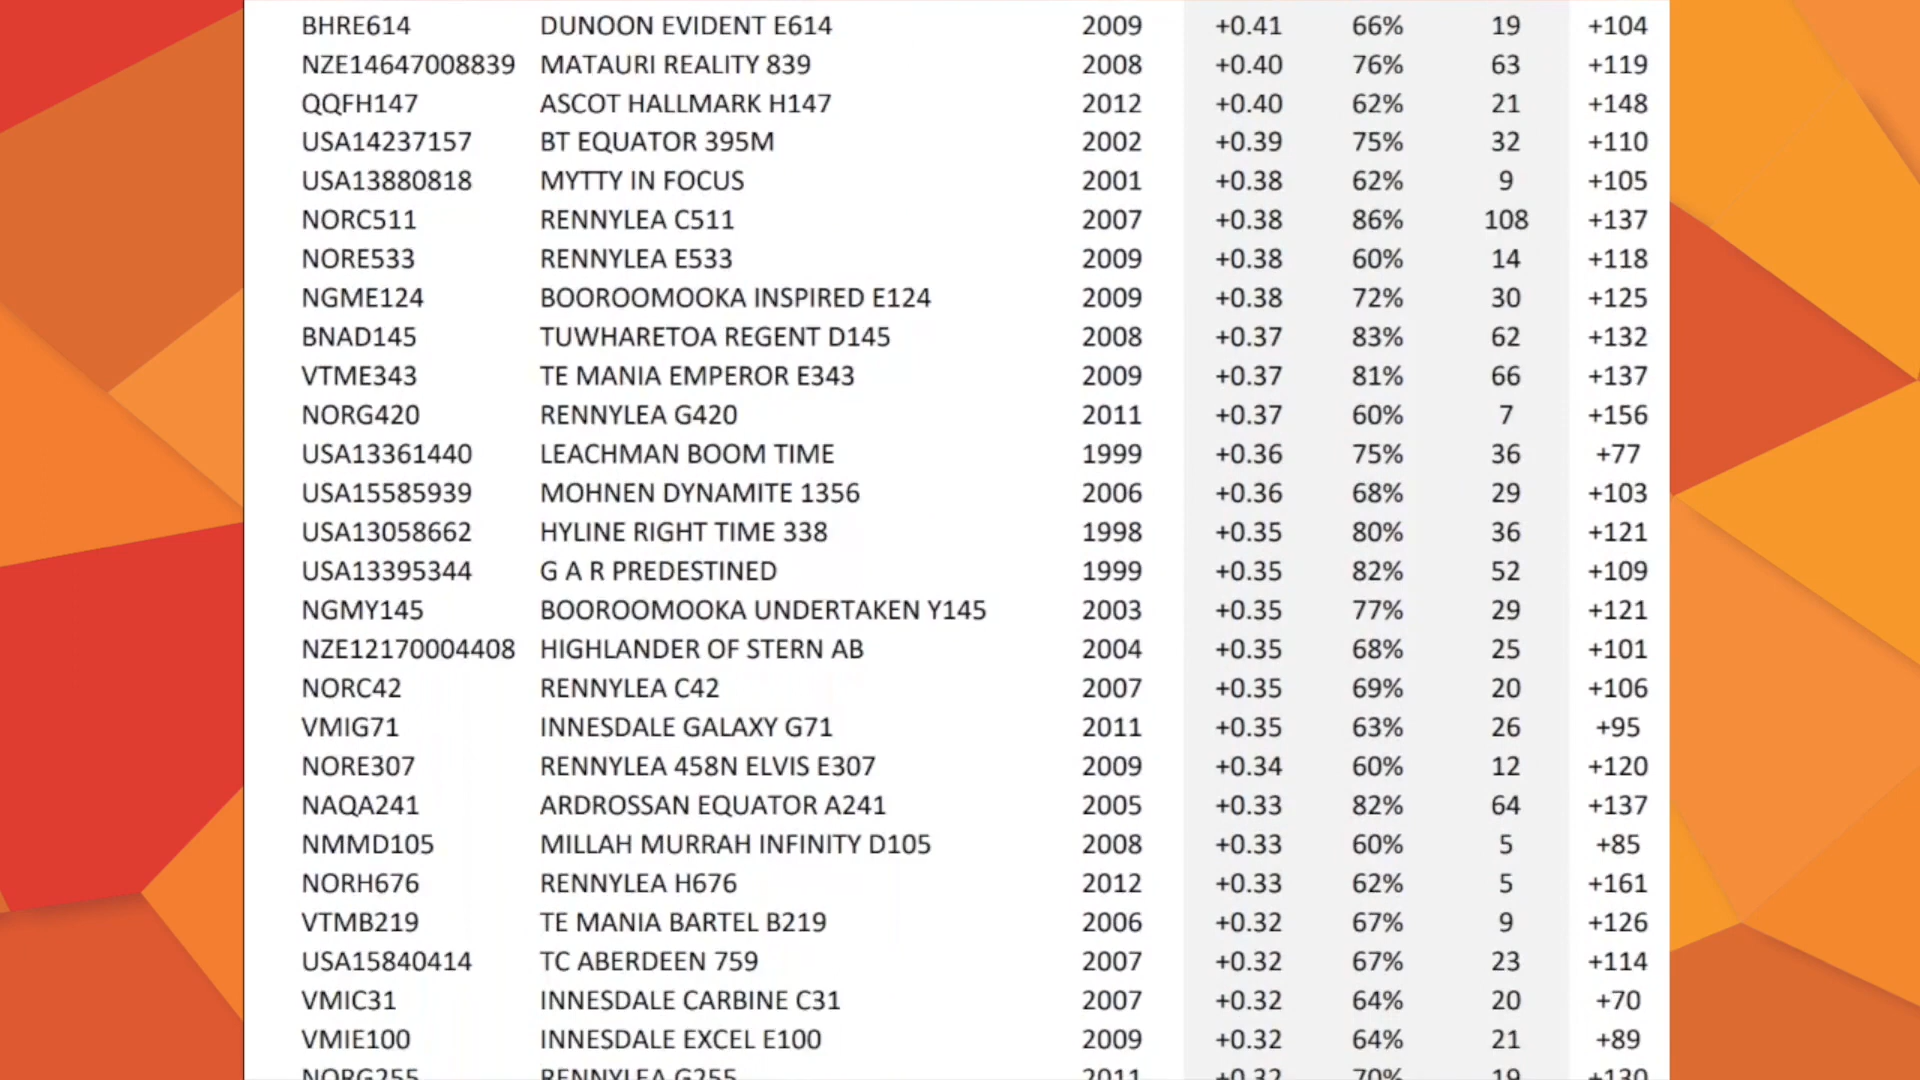 BHRE614 DUNOON EVIDENT E614 2009 +0.41 66% 19 +104
NZE14647008839 MATAURI REALITY 839 2008 +0.40 76% 63 +119
QQFH147 ASCOT HALLMARK H147 2012 +0.40 62% 21 +148
USA14237157 BT EQUATOR 395M 2002 +0.39 75% 32 +110
USA13880818 MYTTY IN FOCUS 2001 +0.38 62% 9 +105
NORC511 RENNYLEA C511 2007 +0.38 86% 108 +137
NORE533 RENNYLEA E533 2009 +0.38 60% 14 +118
NGME124 BOOROOMOOKA INSPIRED E124 2009 +0.38 72% 30 +125
BNAD145 TUWHARETOA REGENT D145 2008 +0.37 83% 62 +132
VTME343 TE MANIA EMPEROR E343 2009 +0.37 81% 66 +137
NORG420 RENNYLEA G420 2011 +0.37 60% 7 +156
USA13361440 LEACHMAN BOOM TIME 1999 +0.36 75% 36 +77
USA15585939 MOHNEN DYNAMITE 1356 2006 +0.36 68% 29 +103
USA13058662 HYLINE RIGHT TIME 338 1998 +0.35 80% 36 +121
USA13395344 G A R PREDESTINED 1999 +0.35 82% 52 +109
NGMY145 BOOROOMOOKA UNDERTAKEN Y145 2003 +0.35 77% 29 +121
NZE12170004408 HIGHLANDER OF STERN AB 2004 +0.35 68% 25 +101
NORC42 RENNYLEA C42 2007 +0.35 69% 20 +106
VMIG71 INNESDALE GALAXY G71 2011 +0.35 63% 26 +95
NORE307 RENNYLEA 458N ELVIS E307 2009 +0.34 60% 12 +120
NAQA241 ARDROSSAN EQUATOR A241 2005 +0.33 82% 64 +137
NMMD105 MILLAH MURRAH INFINITY D105 2008 +0.33 60% 5 +85
NORH676 RENNYLEA H676 2012 +0.33 62% 5 +161
VTMB219 TE MANIA BARTEL B219 2006 +0.32 67% 9 +126
USA15840414 TC ABERDEEN 759 2007 +0.32 67% 23 +114
VMIC31 INNESDALE CARBINE C31 2007 +0.32 64% 20 +70
VMIE100 INNESDALE EXCEL E100 2009 +0.32 64% 21 +89
NORG255 RENNYLEA G255 2011 +0.32 70% 19 +130